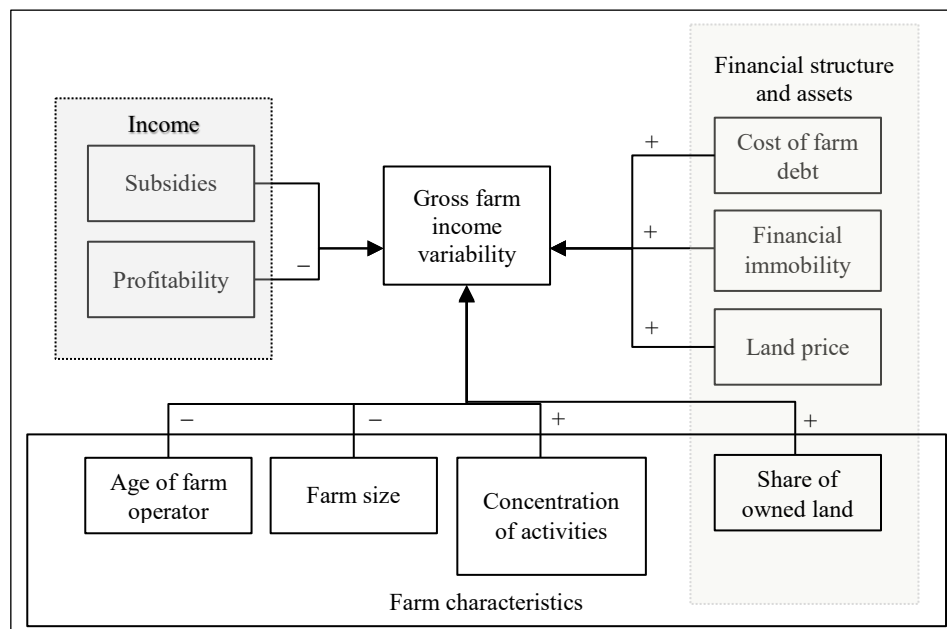 Financial structure
and assets
Income
Subsidies
Profitability
−
Gross farm
income
variability
+
Cost of farm
debt
+
Financial
immobility
+
Land price
−
−
+
+
Age of farm
operator
Farm size
Concentration
of activities
Share of
owned land
Farm characteristics